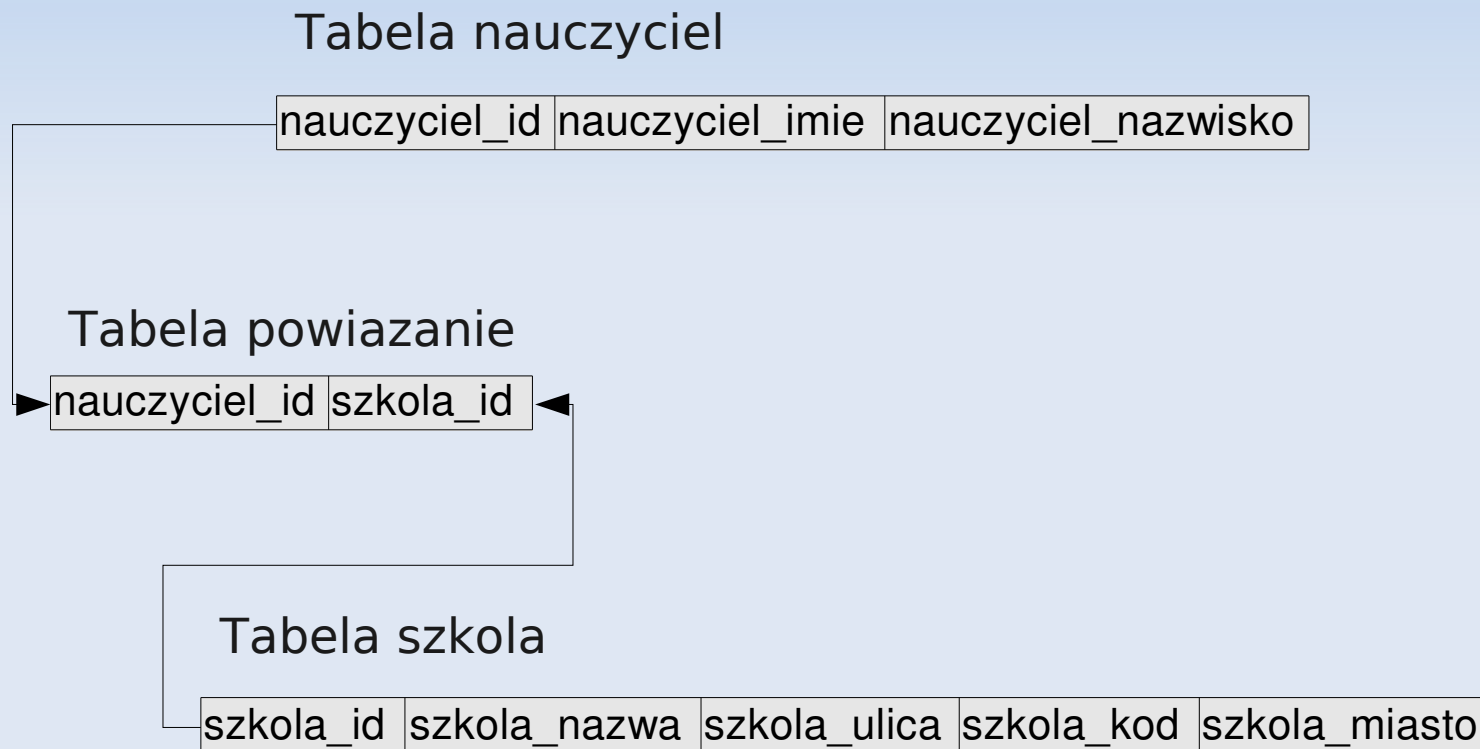 Tabela nauczyciel
nauczyciel_id nauczyciel_imie nauczyciel_nazwisko
Tabela powiazanie
nauczyciel_id szkola_id
Tabela szkola
szkola_id szkola_nazwa szkola_ulica szkola_kod szkola_miasto